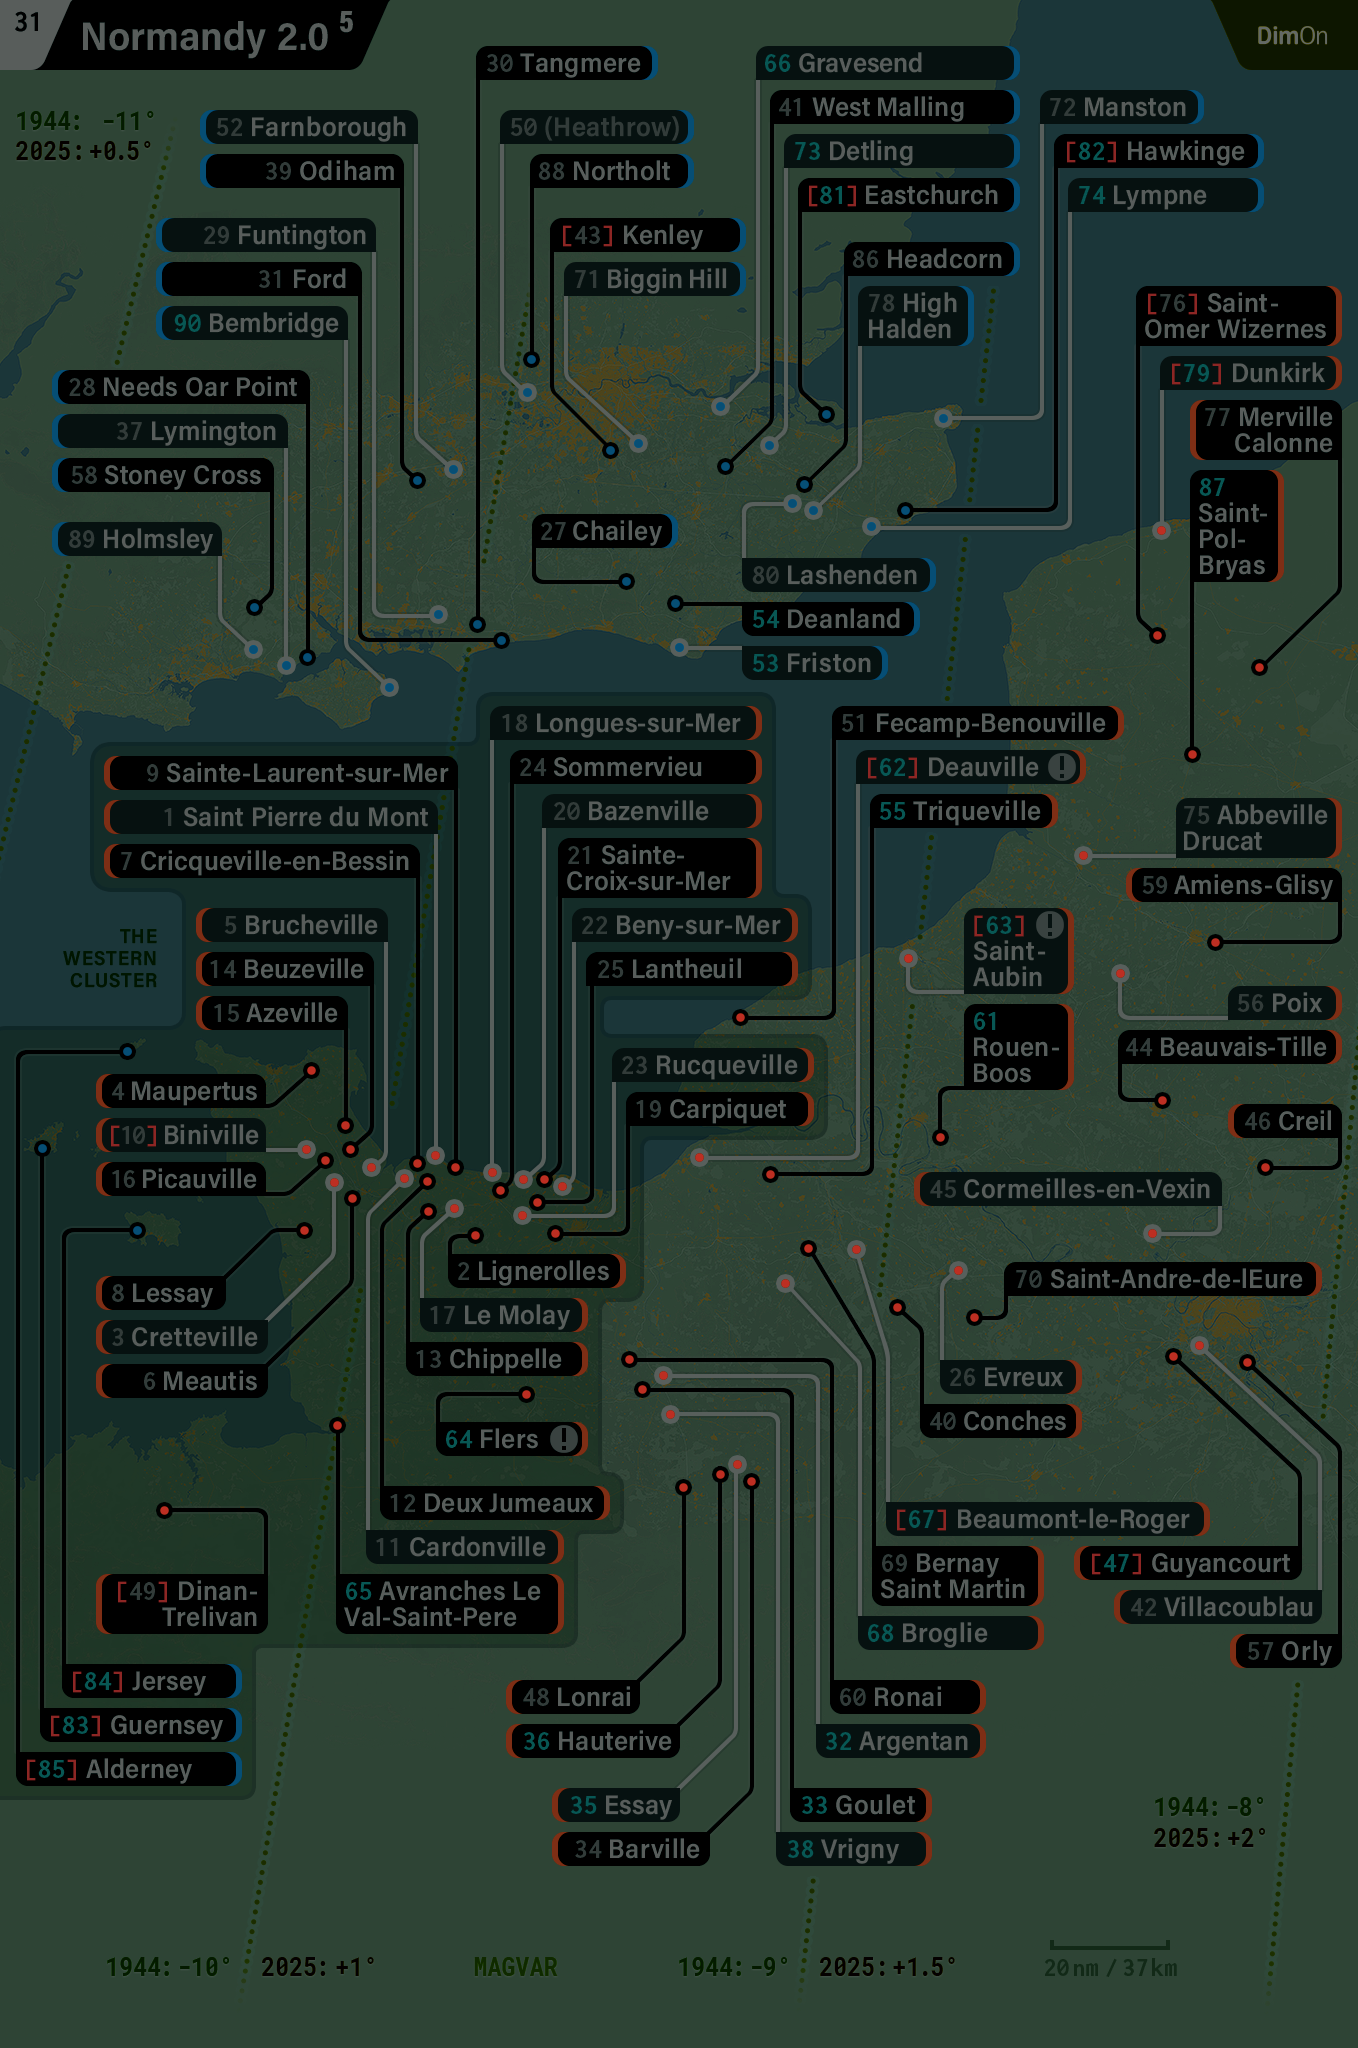 31
Normandy 2.0 5
DimOn
1944: -11°
2025: +0.5°
30 Tangmere
66 Gravesend
52 Farnborough
50 (Heathrow)
41 West Malling
72 Manston
39 Odiham
88 Northolt
73 Detling
[82] Hawkinge
[81] Eastchurch
74 Lympne
29 Funtington
[43] Kenley
31 Ford
71 Biggin Hill
86 Headcorn
90 Bembridge
78 High
Halden
[76] Saint-
Omer Wizernes
28 Needs Oar Point
[79] Dunkirk
37 Lymington
77 Merville
Calonne
58 Stoney Cross
87
Saint-
Pol-
Bryas
89 Holmsley
27 Chailey
80 Lashenden
54 Deanland
53 Friston
18 Longues-sur-Mer
51 Fecamp-Benouville
9 Sainte-Laurent-sur-Mer
24 Sommervieu
[62] Deauville !
1 Saint Pierre du Mont
20 Bazenville
55 Triqueville
75 Abbeville
Drucat
7 Cricqueville-en-Bessin
21 Sainte-
Croix-sur-Mer
59 Amiens-Glisy
THE
WESTERN
CLUSTER
5 Brucheville
22 Beny-sur-Mer
[63] !
Saint-
Aubin
14 Beuzeville
25 Lantheuil
15 Azeville
56 Poix
61
Rouen-
Boos
44 Beauvais-Tille
4 Maupertus
23 Rucqueville
[10] Biniville
19 Carpiquet
46 Creil
16 Picauville
45 Cormeilles-en-Vexin
8 Lessay
2 Lignerolles
70 Saint-Andre-de-lEure
3 Cretteville
17 Le Molay
6 Meautis
13 Chippelle
26 Evreux
64 Flers !
40 Conches
12 Deux Jumeaux
[67] Beaumont-le-Roger
11 Cardonville
69 Bernay
Saint Martin
[47] Guyancourt
[49] Dinan-
Trelivan
65 Avranches Le
Val-Saint-Pere
42 Villacoublau
68 Broglie
57 Orly
[84] Jersey
48 Lonrai
60 Ronai
[83] Guernsey
36 Hauterive
32 Argentan
[85] Alderney
35 Essay
33 Goulet
34 Barville
38 Vrigny
1944: -8°
2025: +2°
1944: -10° 2025: +1° MAGVAR 1944: -9° 2025: +1.5°
20 nm / 37 km